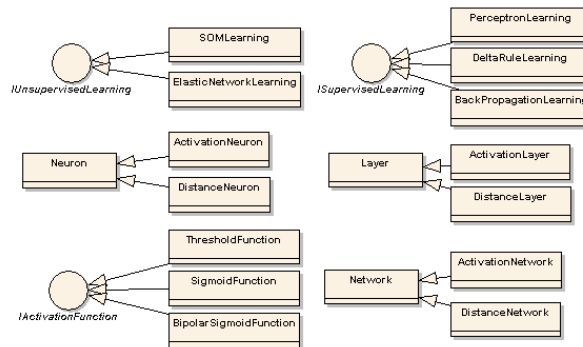 SOMLearning
ElasticNetworkLearning
IUnsupervisedLearning
PerceptronLearning
DeltaRuleLearning
BackPropagationLearning
ISupervisedLearning
Neuron
ActivationNeuron
DistanceNeuron
Layer
ActivationLayer
DistanceLayer
ThresholdFunction
SigmoidFunction
BipolarSigmoidFunction
IActivationFunction
Network
ActivationNetwork
DistanceNetwork